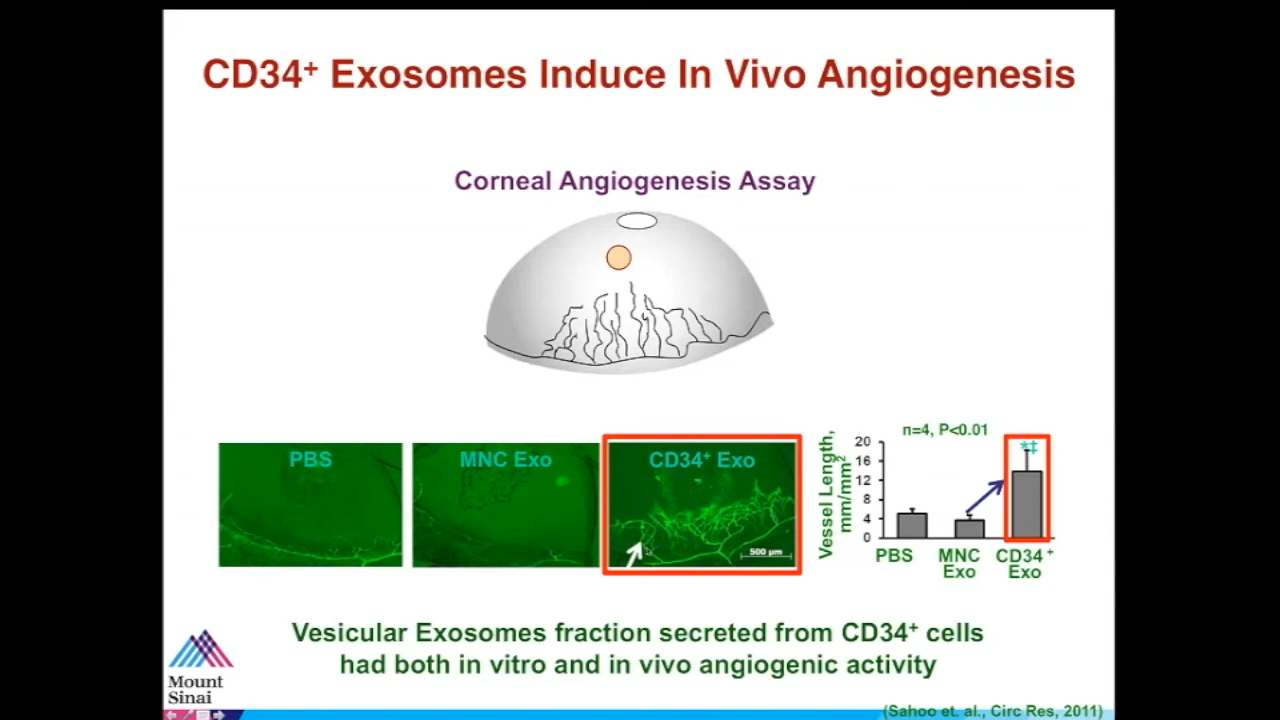 CD34⁺ Exosomes Induce In Vivo Angiogenesis
Corneal Angiogenesis Assay
PBS
MNC Exo
CD34⁺ Exo
500 µm
n=4, P<0.01
Vessel Length,
mm/mm²
20
16
12
8
4
0
*‡
PBS
MNC
Exo
CD34⁺
Exo
Vesicular Exosomes fraction secreted from CD34⁺ cells
had both in vitro and in vivo angiogenic activity
Mount
Sinai
(Sahoo et. al., Circ Res, 2011)